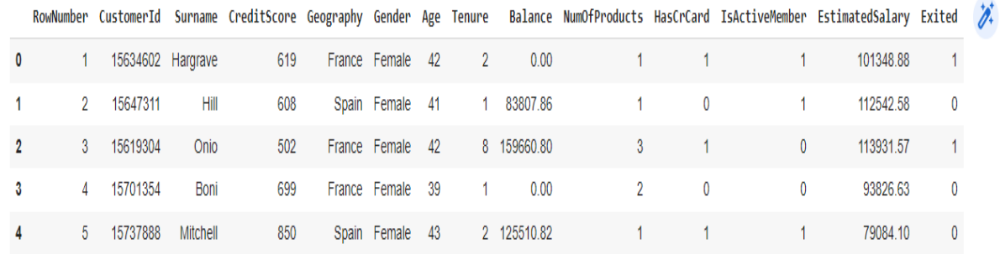 RowNumber CustomerId Surname CreditScore Geography Gender Age Tenure Balance NumOfProducts HasCrCard IsActiveMember EstimatedSalary Exited
0 1 15634602 Hargrave 619 France Female 42 2 0.00 1 1 1 101348.88 1
1 2 15647311 Hill 608 Spain Female 41 1 83807.86 1 0 1 112542.58 0
2 3 15619304 Onio 502 France Female 42 8 159660.80 3 1 0 113931.57 1
3 4 15701354 Boni 699 France Female 39 1 0.00 2 0 0 93826.63 0
4 5 15737888 Mitchell 850 Spain Female 43 2 125510.82 1 1 1 79084.10 0